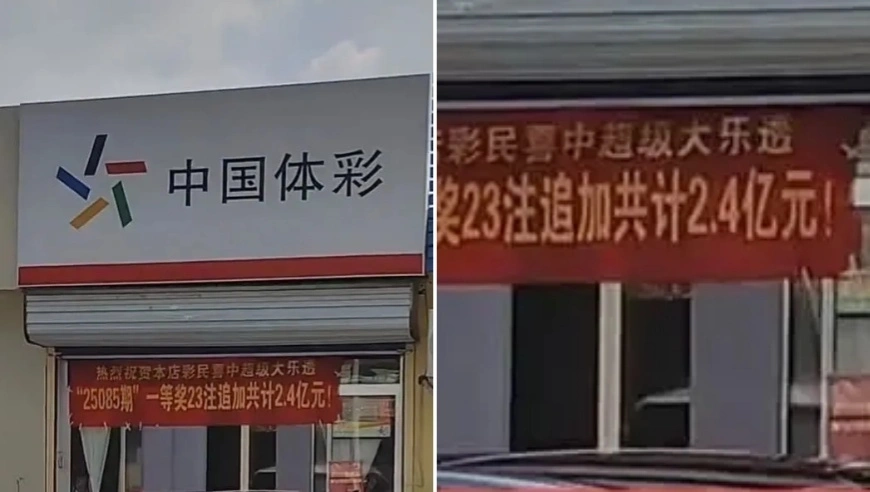 中国体彩
热烈祝贺本店彩民喜中超级大乐透
"25085期"一等奖23注追加共计2.4亿元！
店彩民喜中超级大乐透
奖23注追加共计2.4亿元！